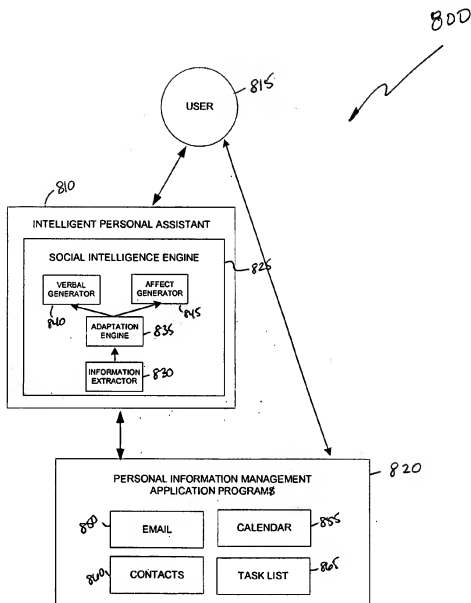 800
815
USER
810
INTELLIGENT PERSONAL ASSISTANT
SOCIAL INTELLIGENCE ENGINE
825
VERBAL
GENERATOR
AFFECT
GENERATOR
840
845
ADAPTATION
ENGINE
835
INFORMATION
EXTRACTOR
830
820
PERSONAL INFORMATION MANAGEMENT
APPLICATION PROGRAMS
850
EMAIL
CALENDAR
855
860
CONTACTS
TASK LIST
865